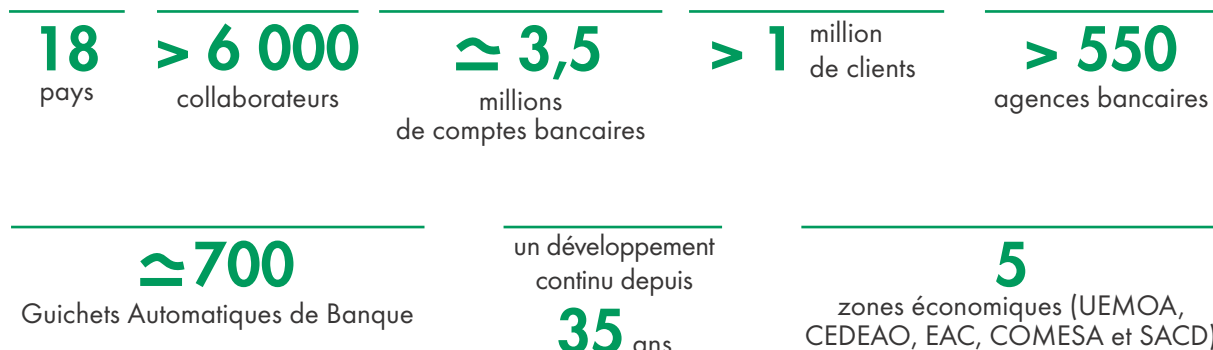 18
pays
> 6 000
collaborateurs
≃ 3,5
millions
de comptes bancaires
> 1 million
de clients
> 550
agences bancaires
≃700
Guichets Automatiques de Banque
un développement
continu depuis
35 ans
5
zones économiques (UEMOA,
CEDEAO, EAC, COMESA et SACD)